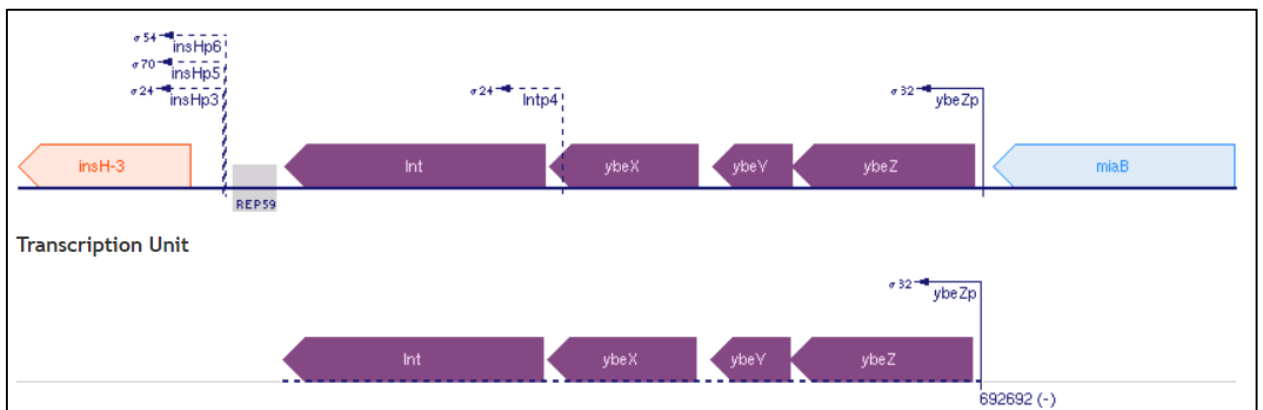 σ54 insHp6
σ70 insHp5
σ24 insHp3
σ24 Intp4
σ32 ybeZp
insH-3 Int ybeX ybeY ybeZ miaB
REP59
Transcription Unit
σ32 ybeZp
Int ybeX ybeY ybeZ
692692 (-)